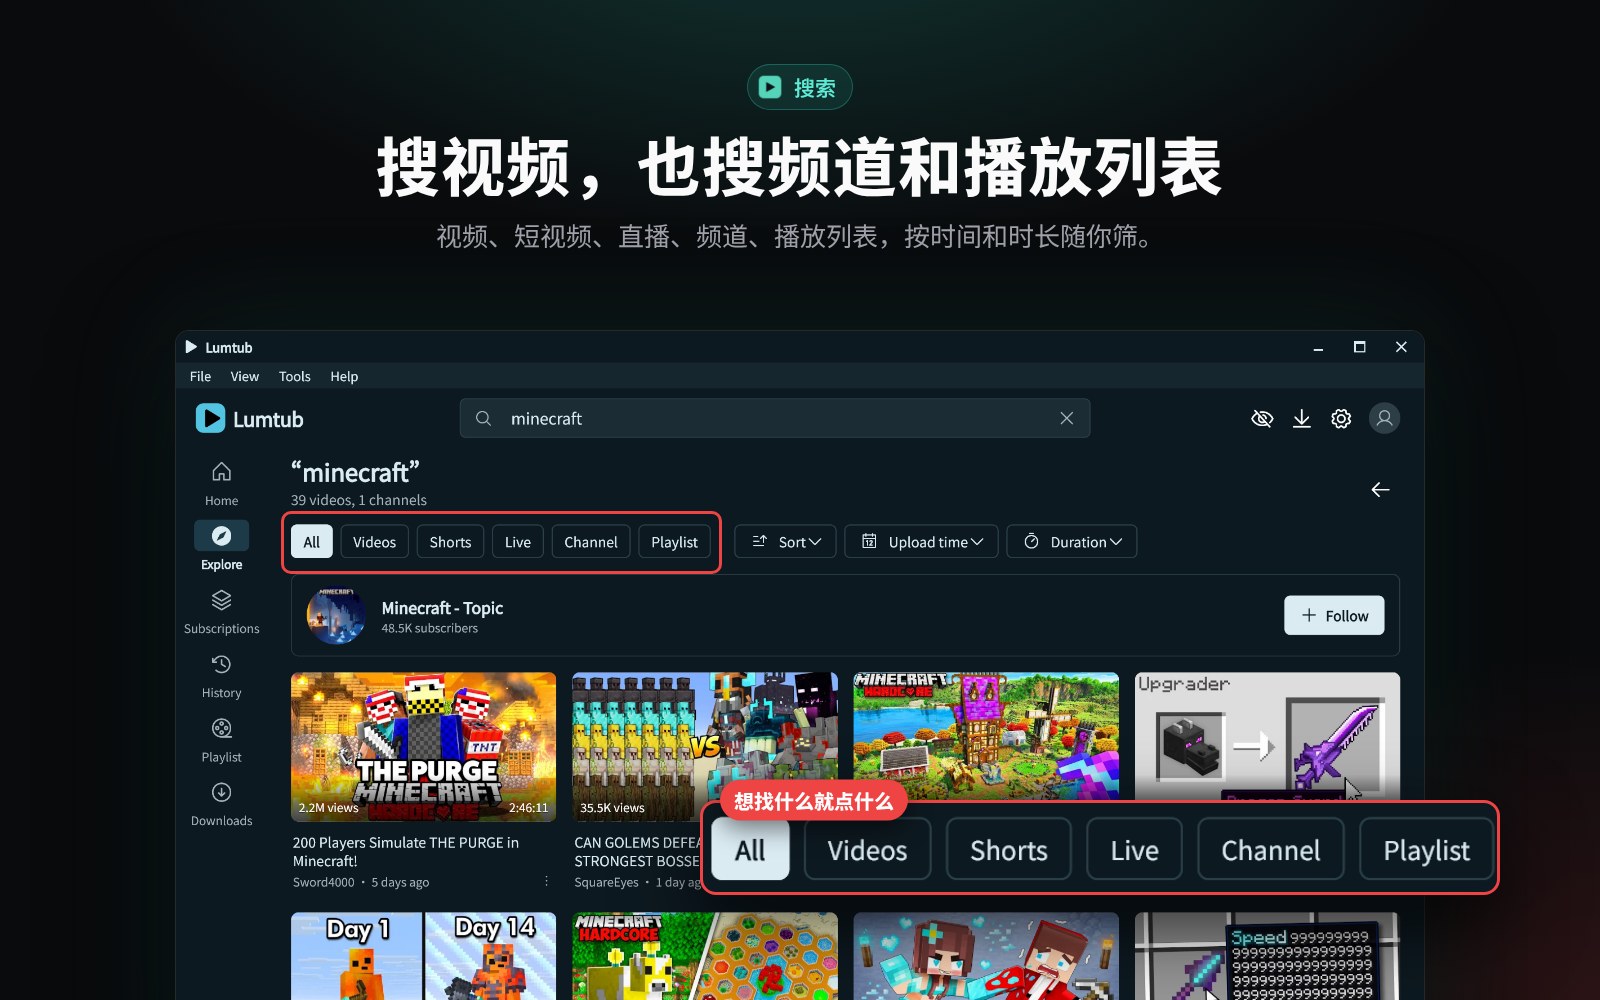 搜索
搜视频，也搜频道和播放列表
视频、短视频、直播、频道、播放列表，按时间和时长随你筛。
Lumtub
File View Tools Help
Lumtub
minecraft
Home
Explore
Subscriptions
History
Playlist
Downloads
“minecraft”
39 videos, 1 channels
All Videos Shorts Live Channel Playlist Sort Upload time Duration
MINECRAFT
Minecraft - Topic
48.5K subscribers
Follow
TNT
THE PURGE
MINECRAFT
HARDCORE
2.2M views 2:46:11
VS
35.5K views
MINECRAFT
HARDCORE
Upgrader
200 Players Simulate THE PURGE in
Minecraft!
Sword4000 • 5 days ago
CAN GOLEMS DEFEA
STRONGEST BOSSE
SquareEyes • 1 day ag
想找什么就点什么
All Videos Shorts Live Channel Playlist
Day 1 Day 14
MINECRAFT
HARDCORE
Speed 999999999